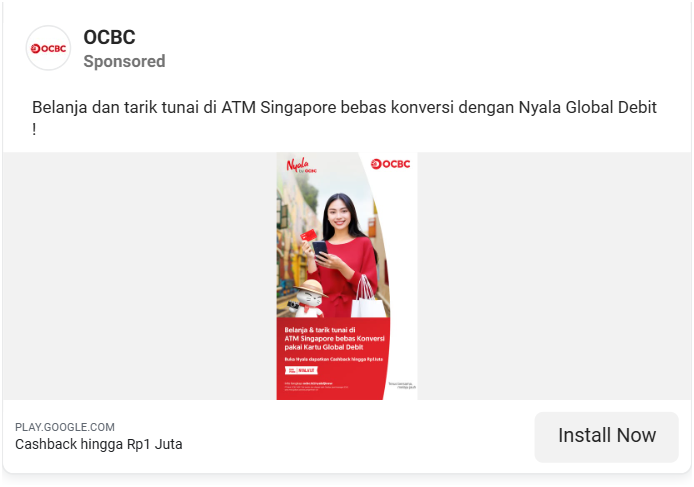 OCBC
OCBC
Sponsored
Belanja dan tarik tunai di ATM Singapore bebas konversi dengan Nyala Global Debit
!
Nyala
by OCBC
OCBC
Belanja & tarik tunai di
ATM Singapore bebas Konversi
pakai Kartu Global Debit
Buka Nyala dapatkan Cashback hingga Rp1 juta
PLAY.GOOGLE.COM
Cashback hingga Rp1 Juta
Install Now